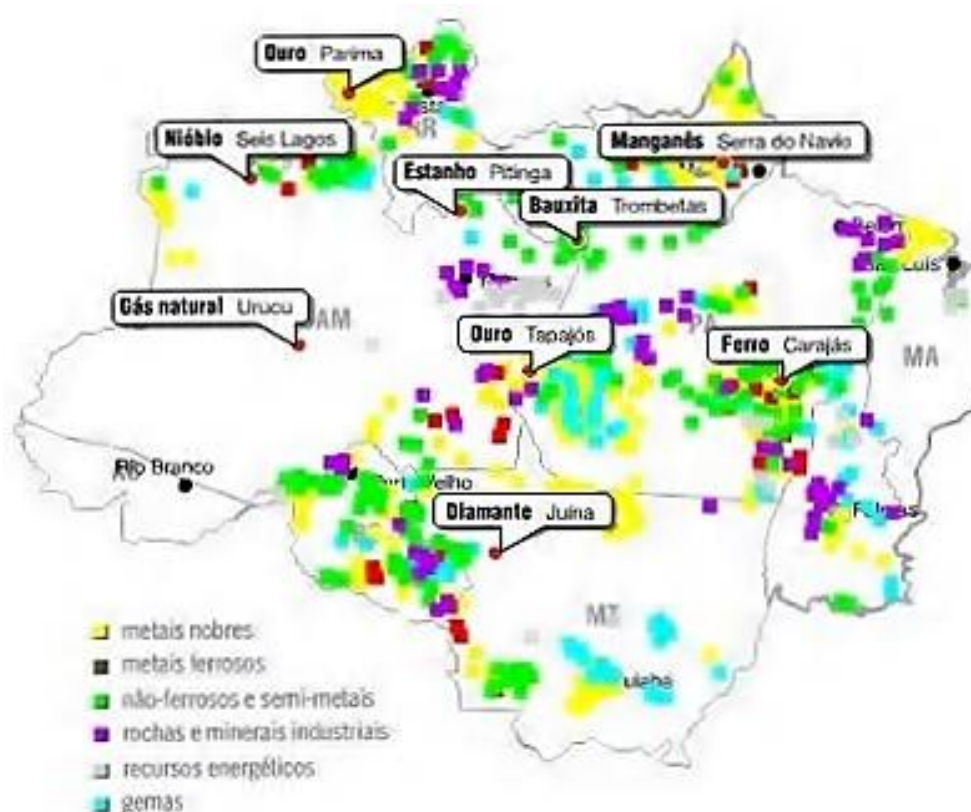 Ouro Parima
Nióbio Seis Lagos
Manganês Serra do Navio
Estanho Pitinga
Bauxita Trombetas
Gás natural Urucu
AM
Ouro Tapajós
PA
Ferro Carajás
MA
Rio Branco
Diamante Juína
MT
metais nobres
metais ferrosos
não-ferrosos e semi-metais
rochas e minerais industriais
recursos energéticos
gemas